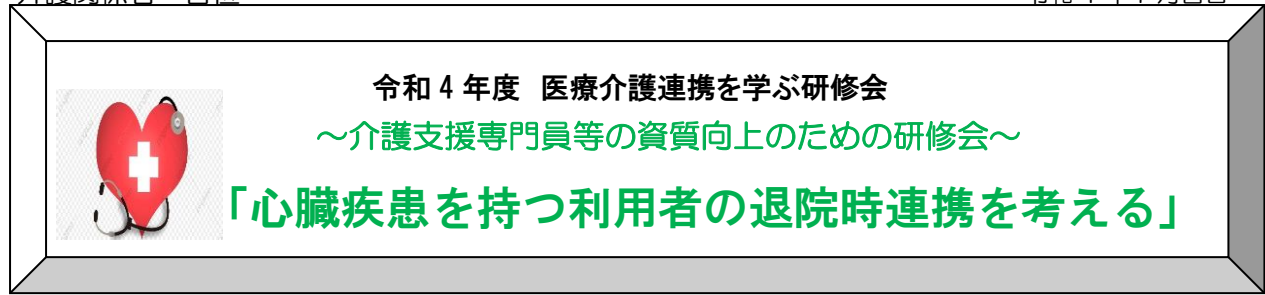 令和4年度 医療介護連携を学ぶ研修会
~介護支援専門員等の資質向上のための研修会~
「心臓疾患を持つ利用者の退院時連携を考える」